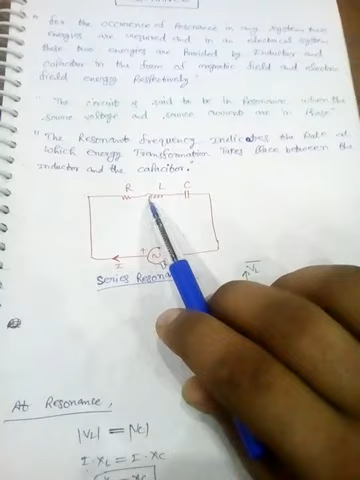 " for the occurrence of Resonance in any system, two
energies are required and in an electrical system
these two energies are Provided by Inductor and
Capacitor in the form of magnetic field and electric
field energy Respectively "
" The circuit is said to be in Resonance, when the
source voltage and source currents are in Phase "
" The Resonant frequency Indicates the Rate at
which energy Transformation Takes Place between the
Inductor and the capacitor. "
R L C
+ ~
I
Series Reson
VL
At Resonance,
|VL| = |VC|
I · XL = I · XC